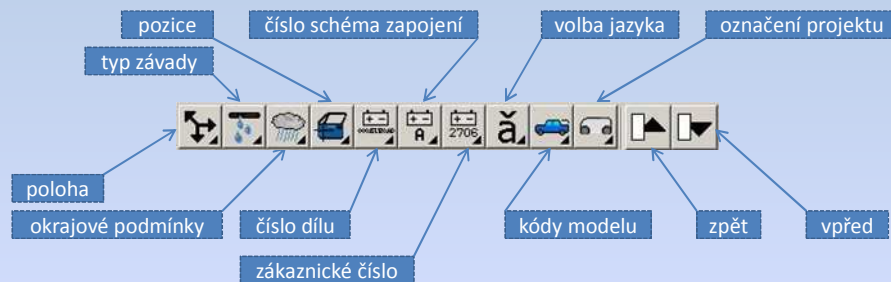 pozice
číslo schéma zapojení
volba jazyka
označení projektu
typ závady
A
2706
ǎ
poloha
okrajové podmínky
číslo dílu
kódy modelu
zpět
vpřed
zákaznické číslo